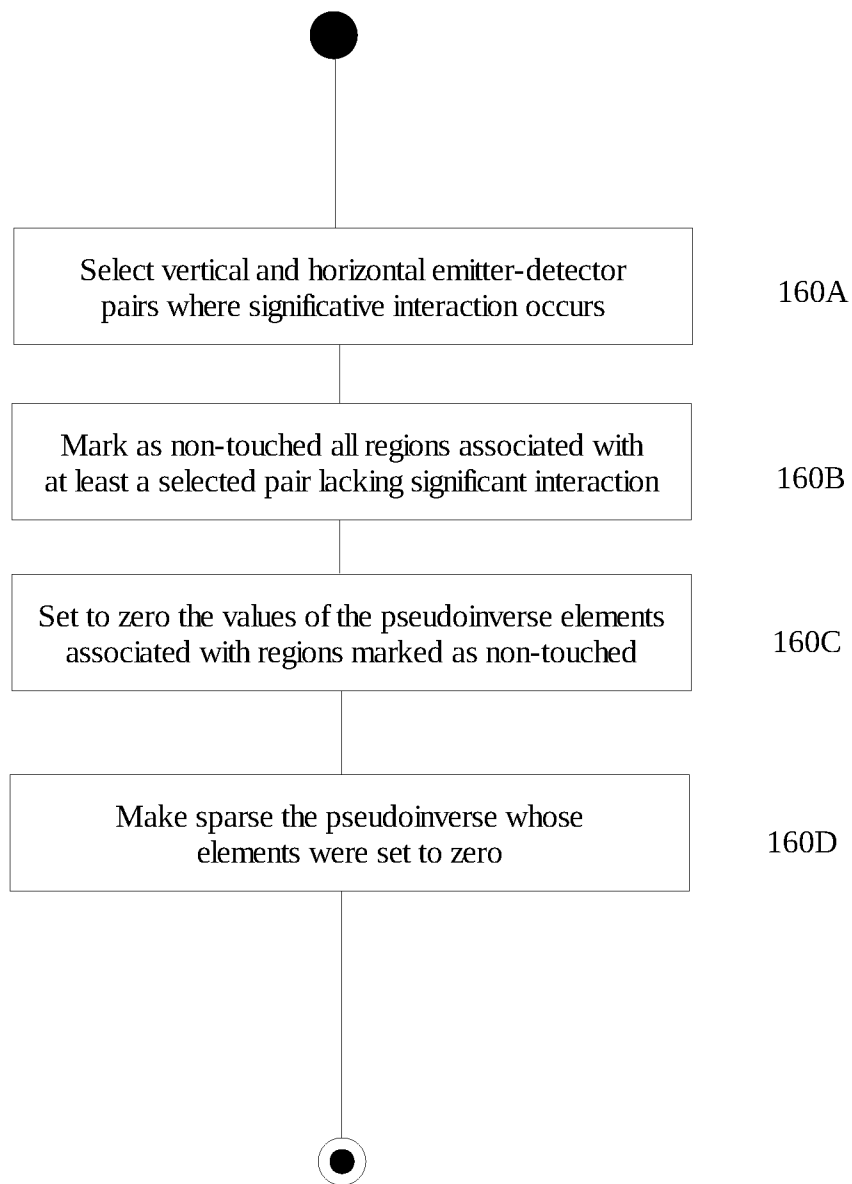 Select vertical and horizontal emitter-detector
pairs where significative interaction occurs
160A
Mark as non-touched all regions associated with
at least a selected pair lacking significant interaction
160B
Set to zero the values of the pseudoinverse elements
associated with regions marked as non-touched
160C
Make sparse the pseudoinverse whose
elements were set to zero
160D